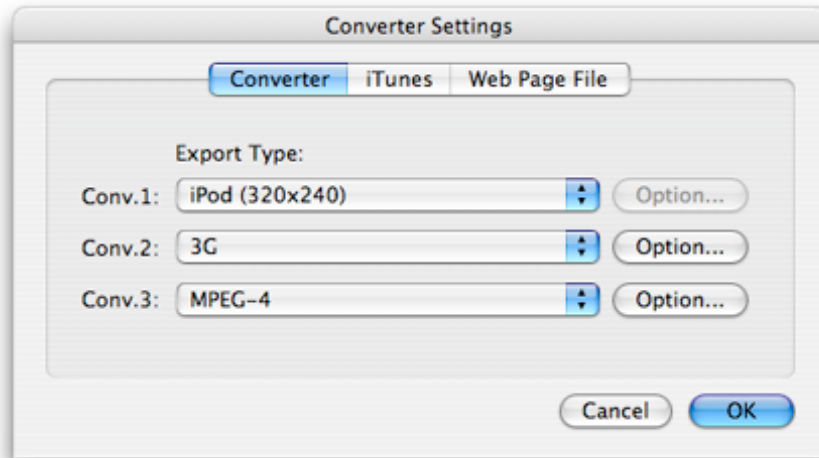 Converter Settings
Converter iTunes Web Page File
Export Type:
Conv.1: iPod (320x240) Option...
Conv.2: 3G Option...
Conv.3: MPEG-4 Option...
Cancel OK